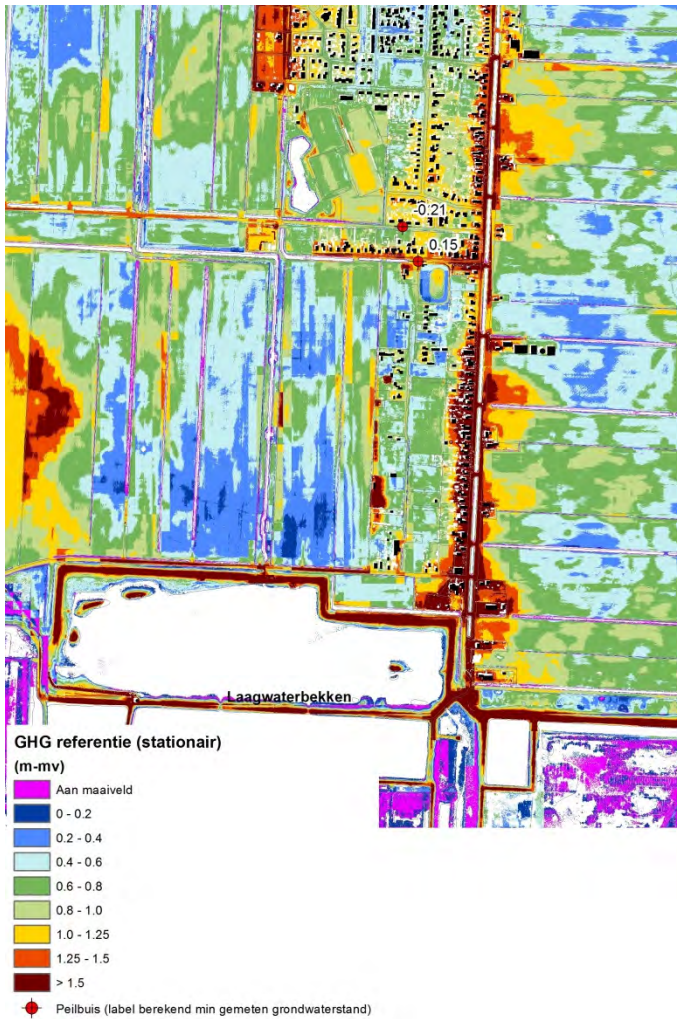 -0.21
0.15
Laagwaterbekken
GHG referentie (stationair)
(m-mv)
Aan maaiveld
0 - 0.2
0.2 - 0.4
0.4 - 0.6
0.6 - 0.8
0.8 - 1.0
1.0 - 1.25
1.25 - 1.5
> 1.5
Peilbuis (label berekend min gemeten grondwaterstand)